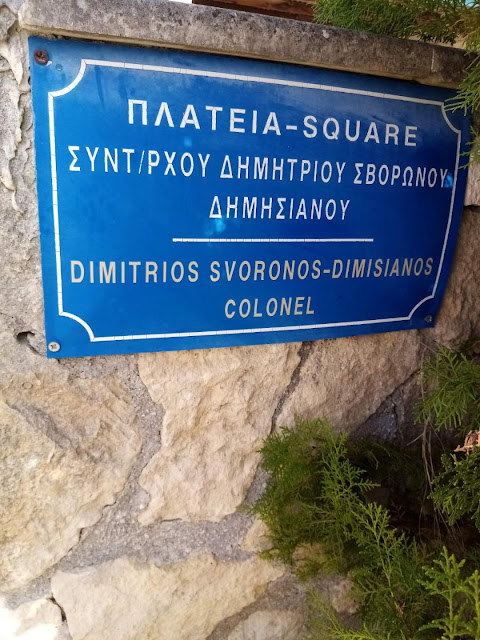 ΠΛΑΤΕΙΑ-SQUARE
ΣΥΝΤ/ΡΧΟΥ ΔΗΜΗΤΡΙΟΥ ΣΒΟΡΩΝΟΥ
ΔΗΜΗΣΙΑΝΟΥ
DIMITRIOS SVORONOS-DIMISIANOS
COLONEL